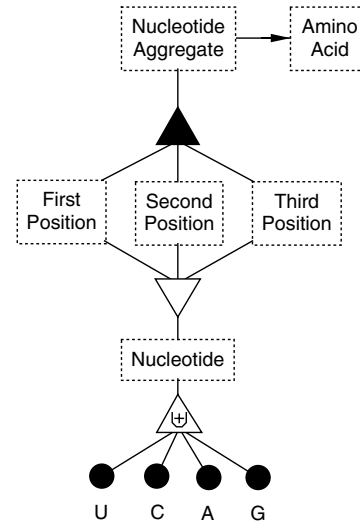 Nucleotide
Aggregate
Amino
Acid
First
Position
Second
Position
Third
Position
Nucleotide
U C A G